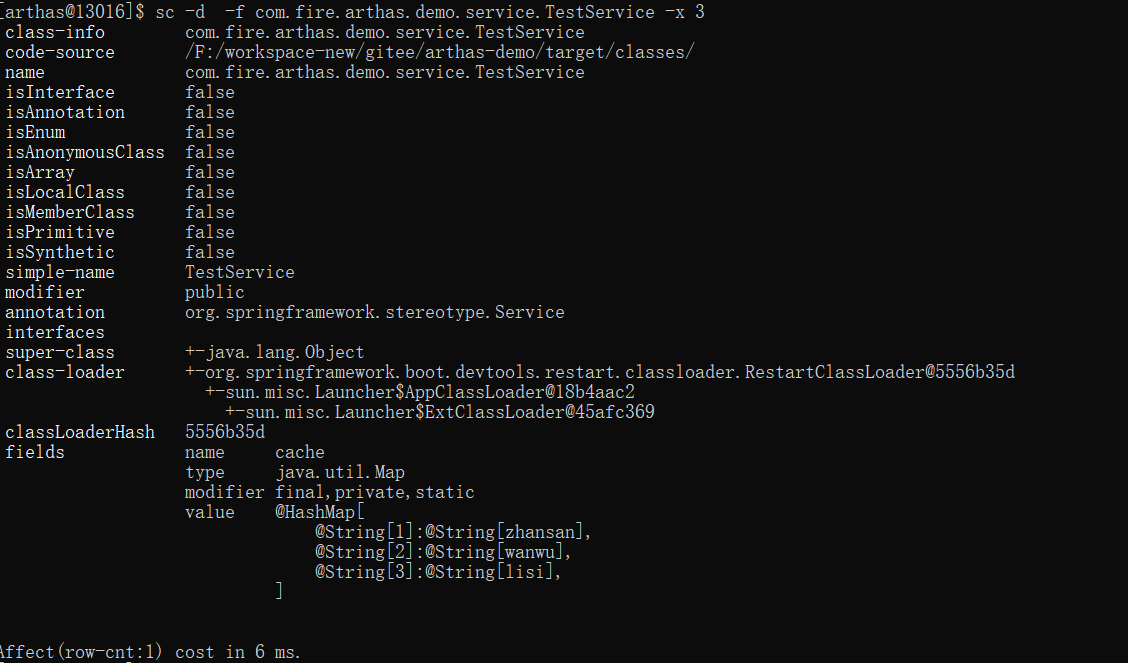 [arthas@13016]$ sc -d  -f com.fire.arthas.demo.service.TestService -x 3
class-info        com.fire.arthas.demo.service.TestService
code-source       /F:/workspace-new/gitee/arthas-demo/target/classes/
name              com.fire.arthas.demo.service.TestService
isInterface       false
isAnnotation      false
isEnum            false
isAnonymousClass  false
isArray           false
isLocalClass      false
isMemberClass     false
isPrimitive       false
isSynthetic       false
simple-name       TestService
modifier          public
annotation        org.springframework.stereotype.Service
interfaces
super-class       +-java.lang.Object
class-loader      +-org.springframework.boot.devtools.restart.classloader.RestartClassLoader@5556b35d
                    +-sun.misc.Launcher$AppClassLoader@18b4aac2
                      +-sun.misc.Launcher$ExtClassLoader@45afc369
classLoaderHash   5556b35d
fields            name     cache
                  type     java.util.Map
                  modifier final,private,static
                  value    @HashMap[
                               @String[1]:@String[zhansan],
                               @String[2]:@String[wanwu],
                               @String[3]:@String[lisi],
                           ]
Affect(row-cnt:1) cost in 6 ms.